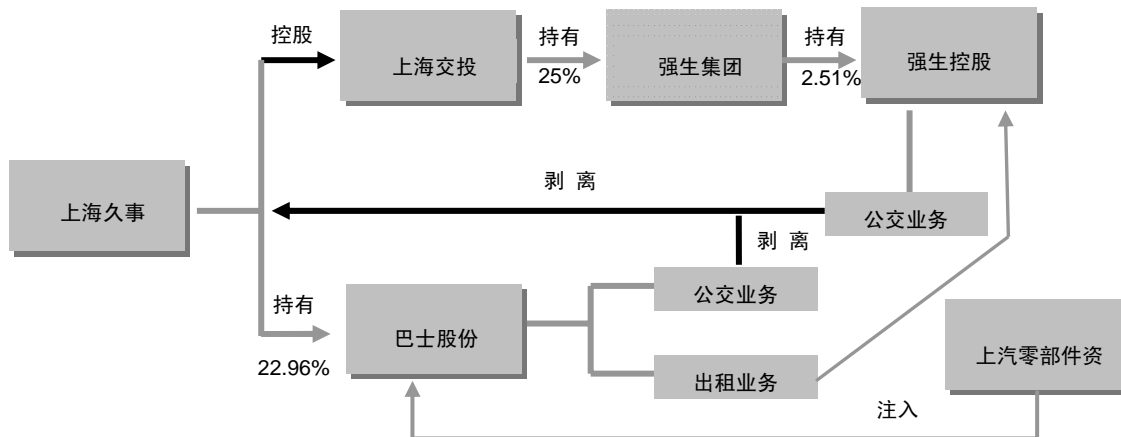 控股
上海交投
持有
25%
强生集团
持有
2.51%
强生控股
上海久事
剥 离
公交业务
剥 离
公交业务
持有
22.96%
巴士股份
出租业务
上汽零部件资
注入